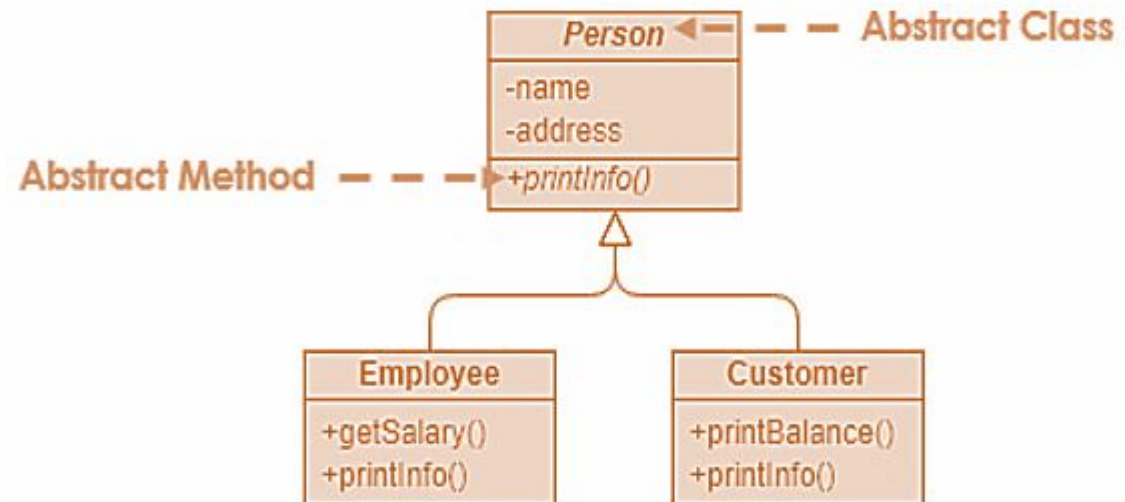 Person
Abstract Class
-name
-address
Abstract Method
+printInfo()
Employee
Customer
+getSalary()
+printInfo()
+printBalance()
+printInfo()